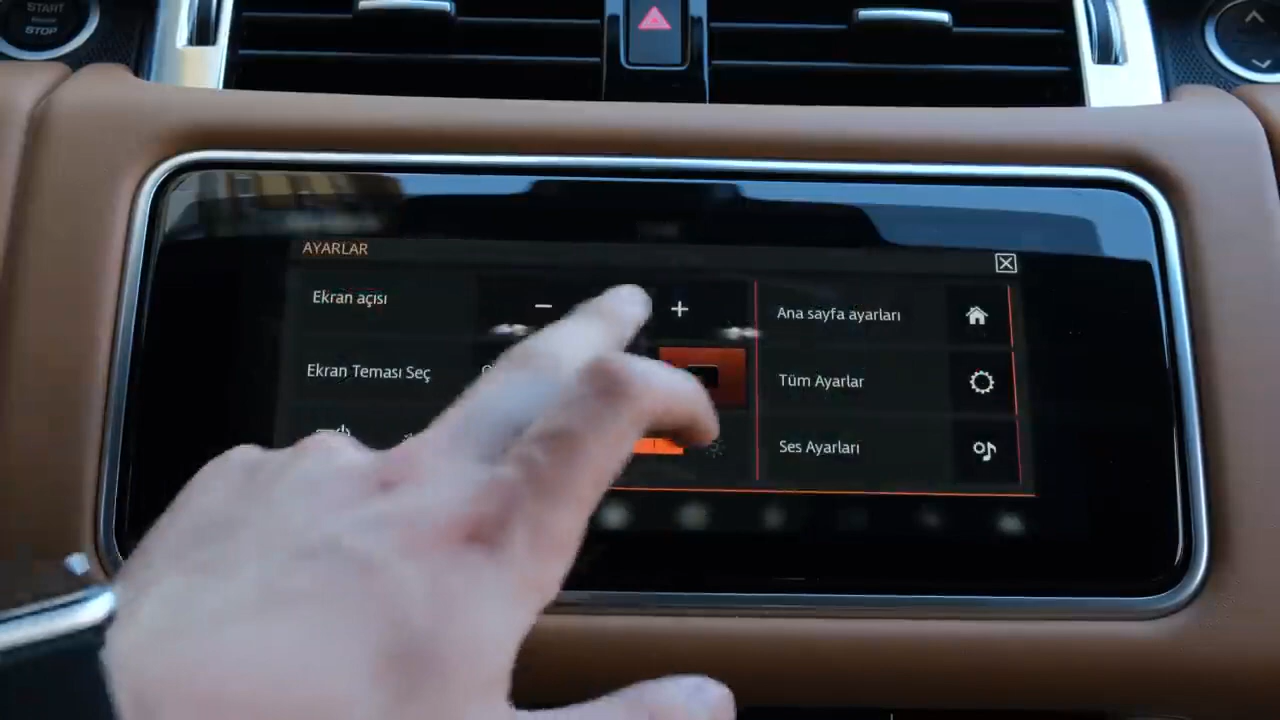 START
STOP
AYARLAR
Ekran açısı
Ana sayfa ayarları
Ekran Teması Seç
Tüm Ayarlar
Ses Ayarları